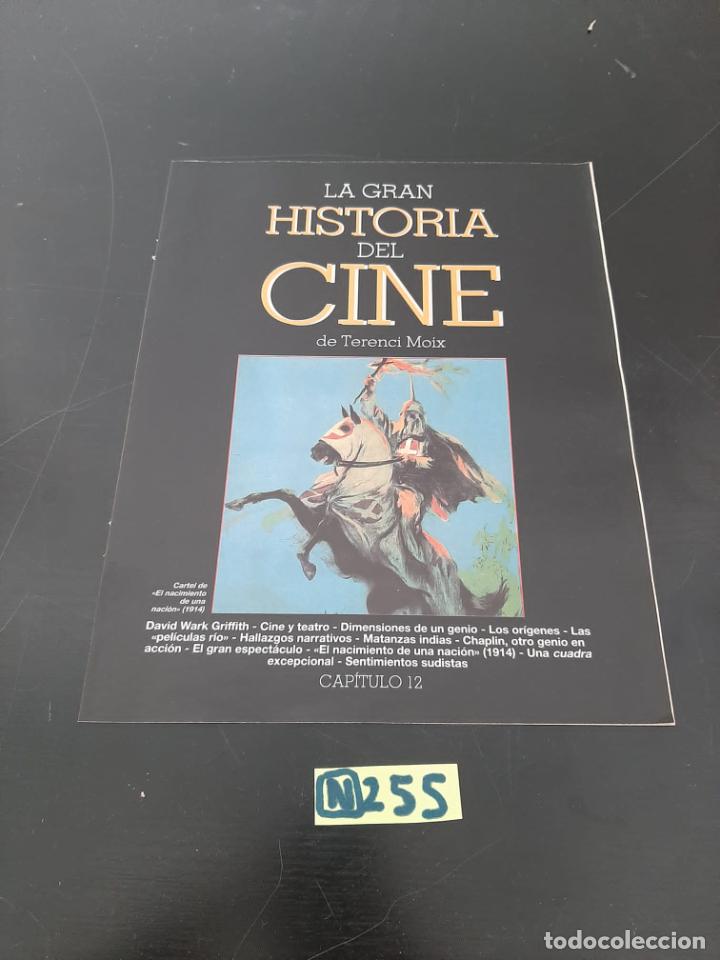 LA GRAN
HISTORIA
DEL
CINE
de Terenci Moix
Cartel de
«El nacimiento
de una
nación» (1914)
David Wark Griffith - Cine y teatro - Dimensiones de un genio - Los orígenes - Las
«películas río» - Hallazgos narrativos - Matanzas indias - Chaplin, otro genio en
acción - El gran espectáculo - «El nacimiento de una nación» (1914) - Una cuadra
excepcional - Sentimientos sudistas
CAPÍTULO 12
N 255
todocoleccion